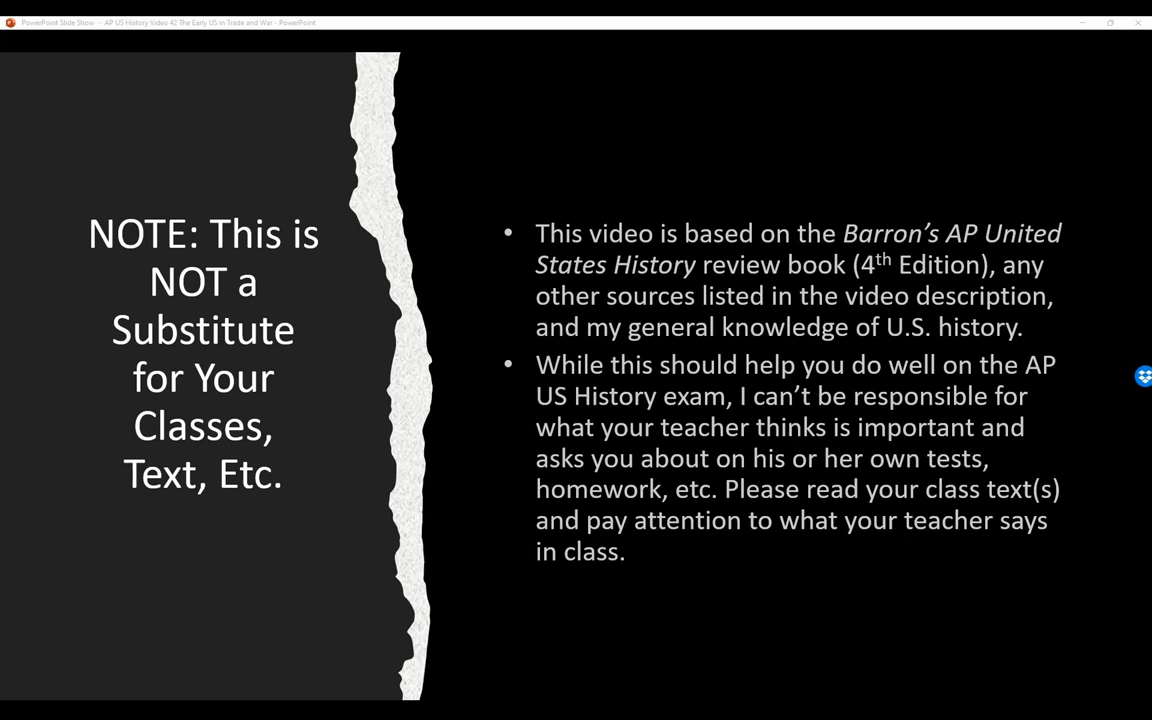 PowerPoint Slide Show - AP US History Video 42 The Early US in Trade and War - PowerPoint
NOTE: This is
NOT a
Substitute
for Your
Classes,
Text, Etc.
• This video is based on the Barron's AP United
States History review book (4th Edition), any
other sources listed in the video description,
and my general knowledge of U.S. history.
• While this should help you do well on the AP
US History exam, I can't be responsible for
what your teacher thinks is important and
asks you about on his or her own tests,
homework, etc. Please read your class text(s)
and pay attention to what your teacher says
in class.